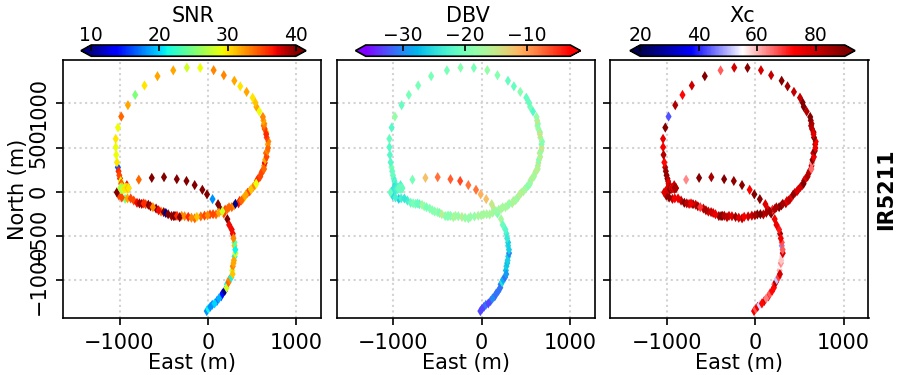 SNR DBV Xc
10 20 30 40 −30 −20 −10 20 40 60 80
North (m)
1000
500
0
−500
−1000
IR5211
−1000 0 1000 −1000 0 1000 −1000 0 1000
East (m) East (m) East (m)